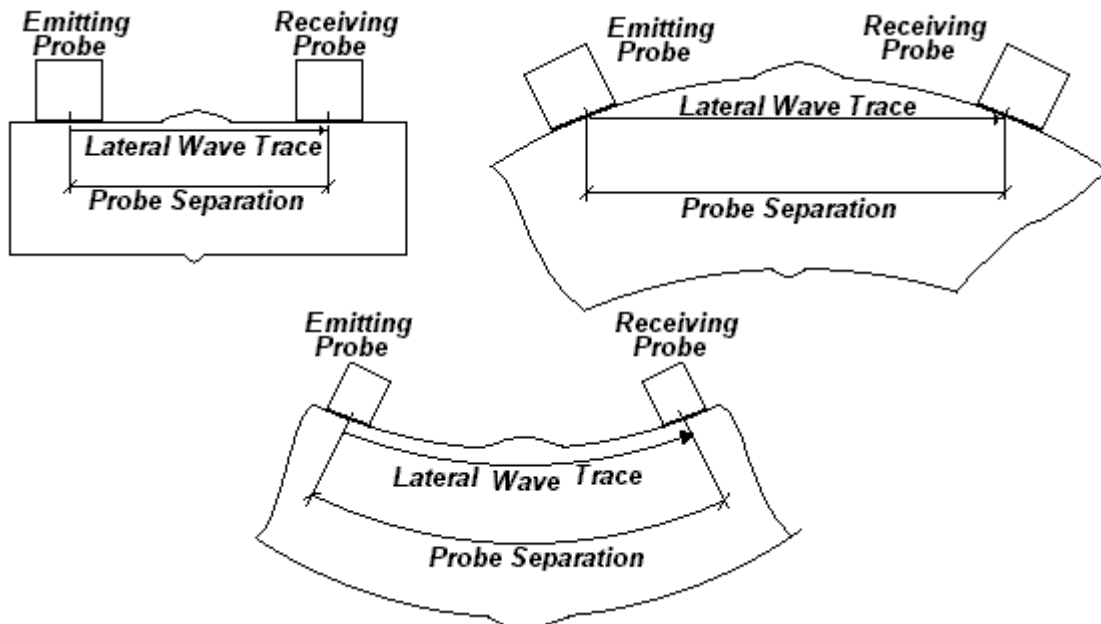 Emitting
Probe
Receiving
Probe
Lateral Wave Trace
Probe Separation
Emitting
Probe
Receiving
Probe
Lateral Wave Trace
Probe Separation
Emitting
Probe
Receiving
Probe
Lateral Wave Trace
Probe Separation